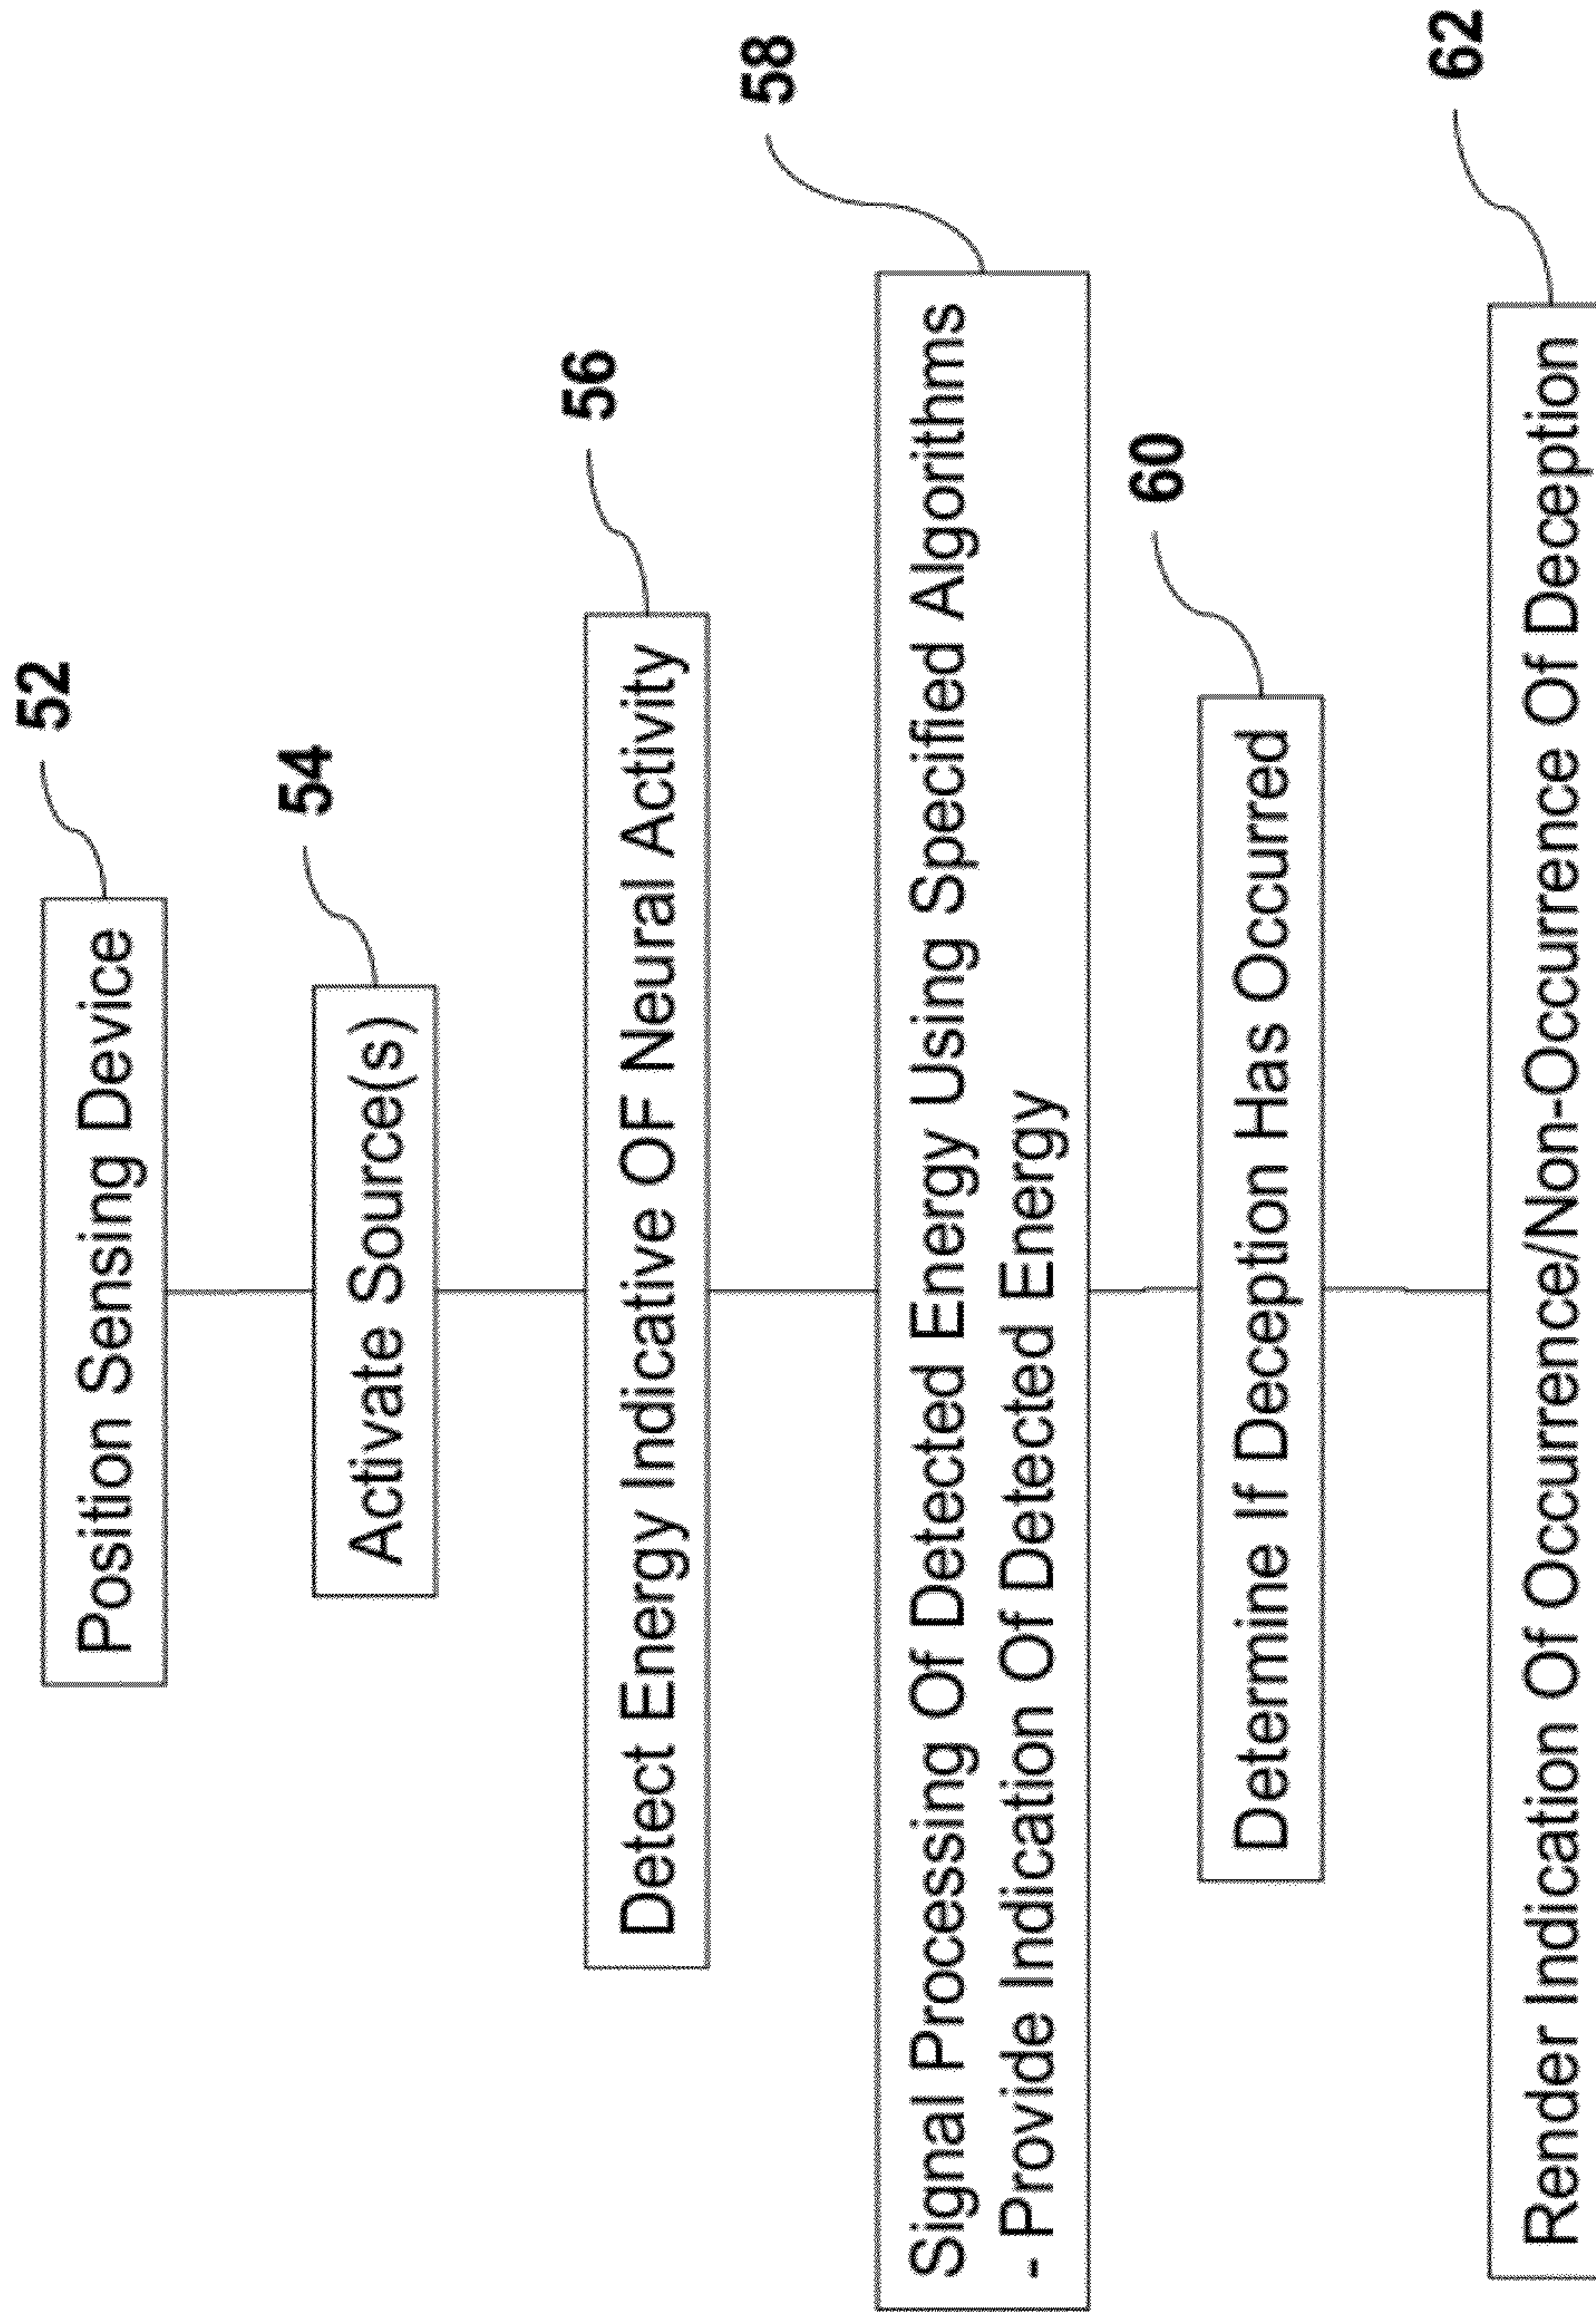 52
Position Sensing Device
54
Activate Source(s)
56
Detect Energy Indicative OF Neural Activity
58
Signal Processing Of Detected Energy Using Specified Algorithms
- Provide Indication Of Detected Energy
60
Determine If Deception Has Occurred
62
Render Indication Of Occurrence/Non-Occurrence Of Deception